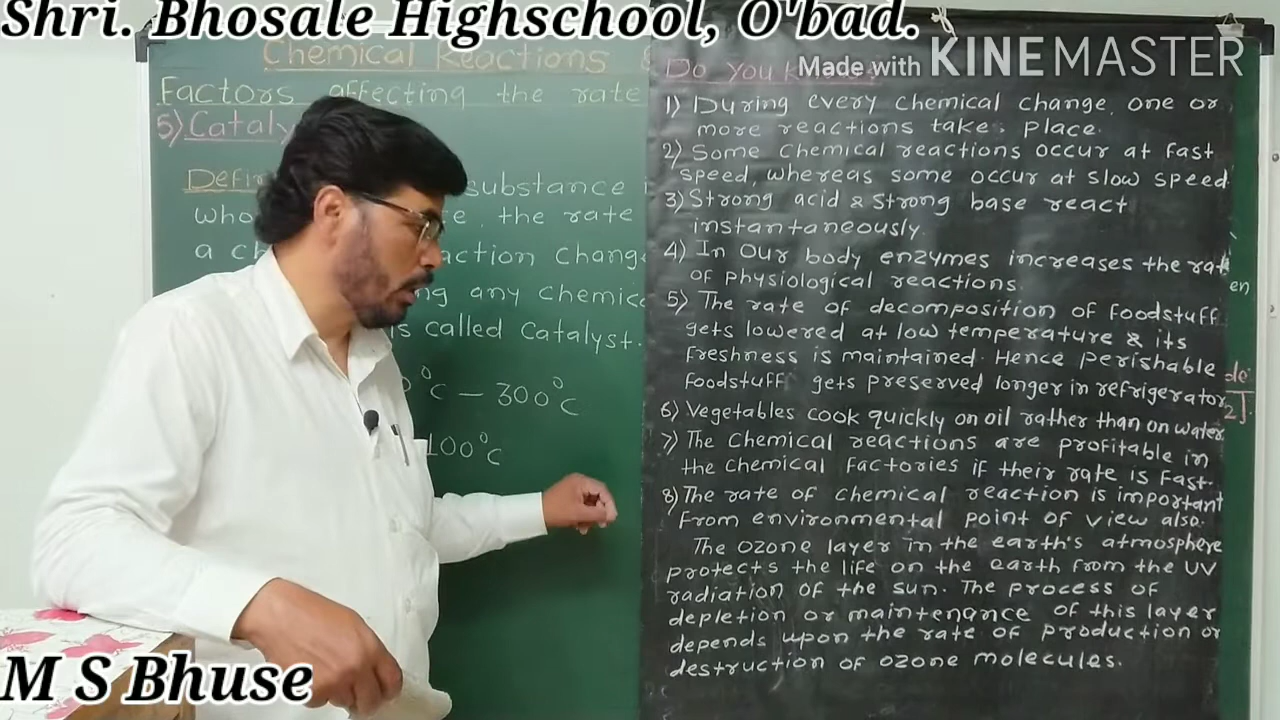 Shri. Bhosale Highschool, O'bad.
Made with KINEMASTER
Chemical Reactions
Factors affecting the rate
5) Cataly
Defin substance
who the rate
a ch action chang
ng any chemic
is called Catalyst.
0°C - 300°C
100°C
Do You K
1) During every chemical change, one or
more reactions take. place.
2) Some chemical reactions occur at fast
speed, whereas some occur at slow speed.
3) Strong acid & strong base react
instantaneously.
4) In Our body enzymes increases the rate
of physiological reactions.
5) The rate of decomposition of foodstuff
gets lowered at low temperature & its
freshness is maintained. Hence perishable
foodstuff gets preserved longer in refrigerator
6) Vegetables cook quickly on oil rather than on water
7) The chemical reactions are profitable in
the chemical factories if their rate is fast.
8) The rate of chemical reaction is important
from environmental point of view also.
The ozone layer in the earth's atmosphere
protects the life on the earth from the UV
radiation of the sun. The process of
depletion or maintenance of this layer
depends upon the rate of production or
destruction of ozone molecules.
en
M S Bhuse